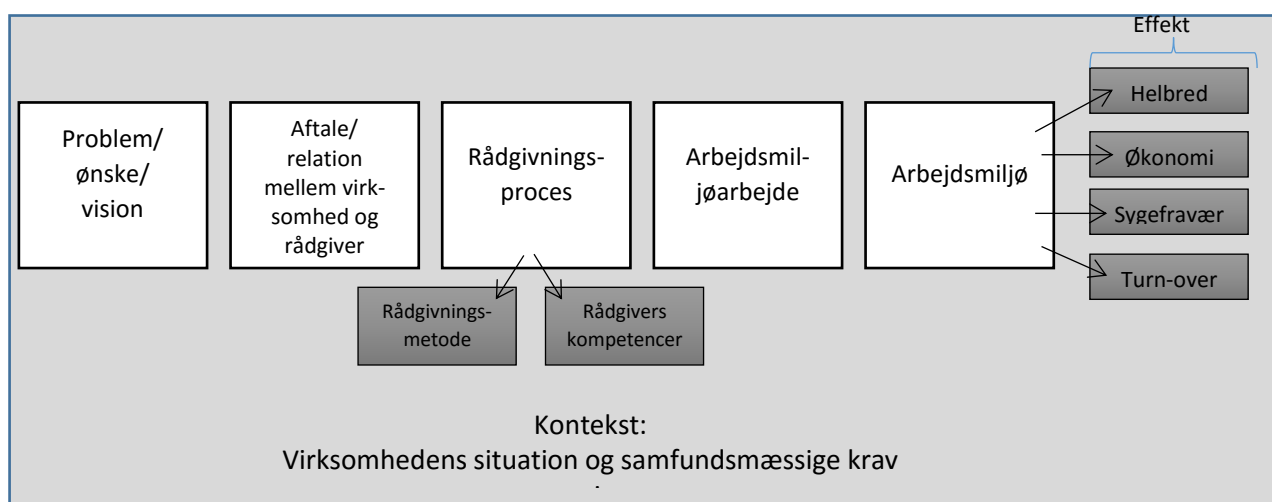 Effekt
Problem/
ønske/
vision
Aftale/
relation
mellem virk-
somhed og
rådgiver
Rådgivnings-
proces
Arbejdsmil-
jøarbejde
Arbejdsmiljø
Helbred
Økonomi
Sygefravær
Turn-over
Rådgivnings-
metode
Rådgivers
kompetencer
Kontekst:
Virksomhedens situation og samfundsmæssige krav